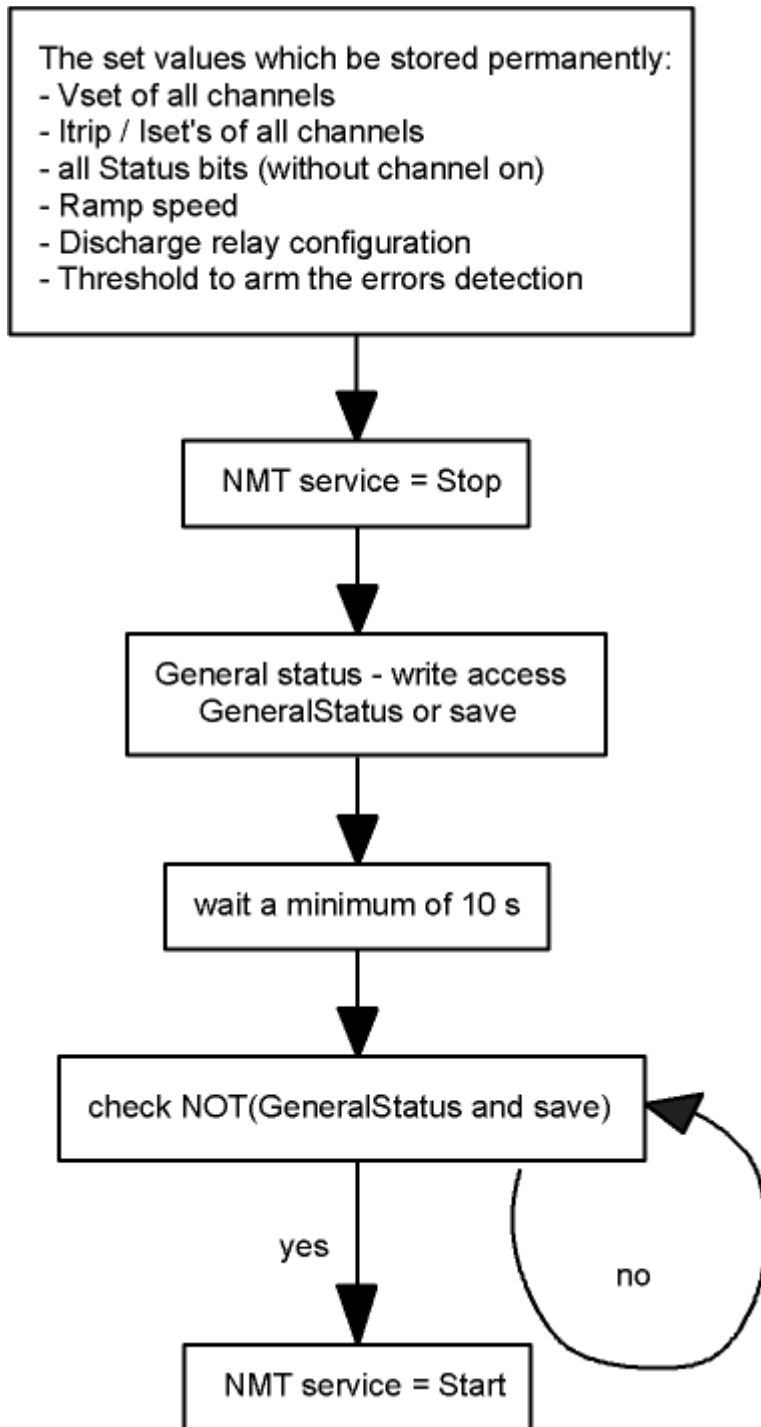 The set values which be stored permanently:
- Vset of all channels
- Itrip / Iset's of all channels
- all Status bits (without channel on)
- Ramp speed
- Discharge relay configuration
- Threshold to arm the errors detection
NMT service = Stop
General status - write access
GeneralStatus or save
wait a minimum of 10 s
check NOT(GeneralStatus and save)
yes
no
NMT service = Start